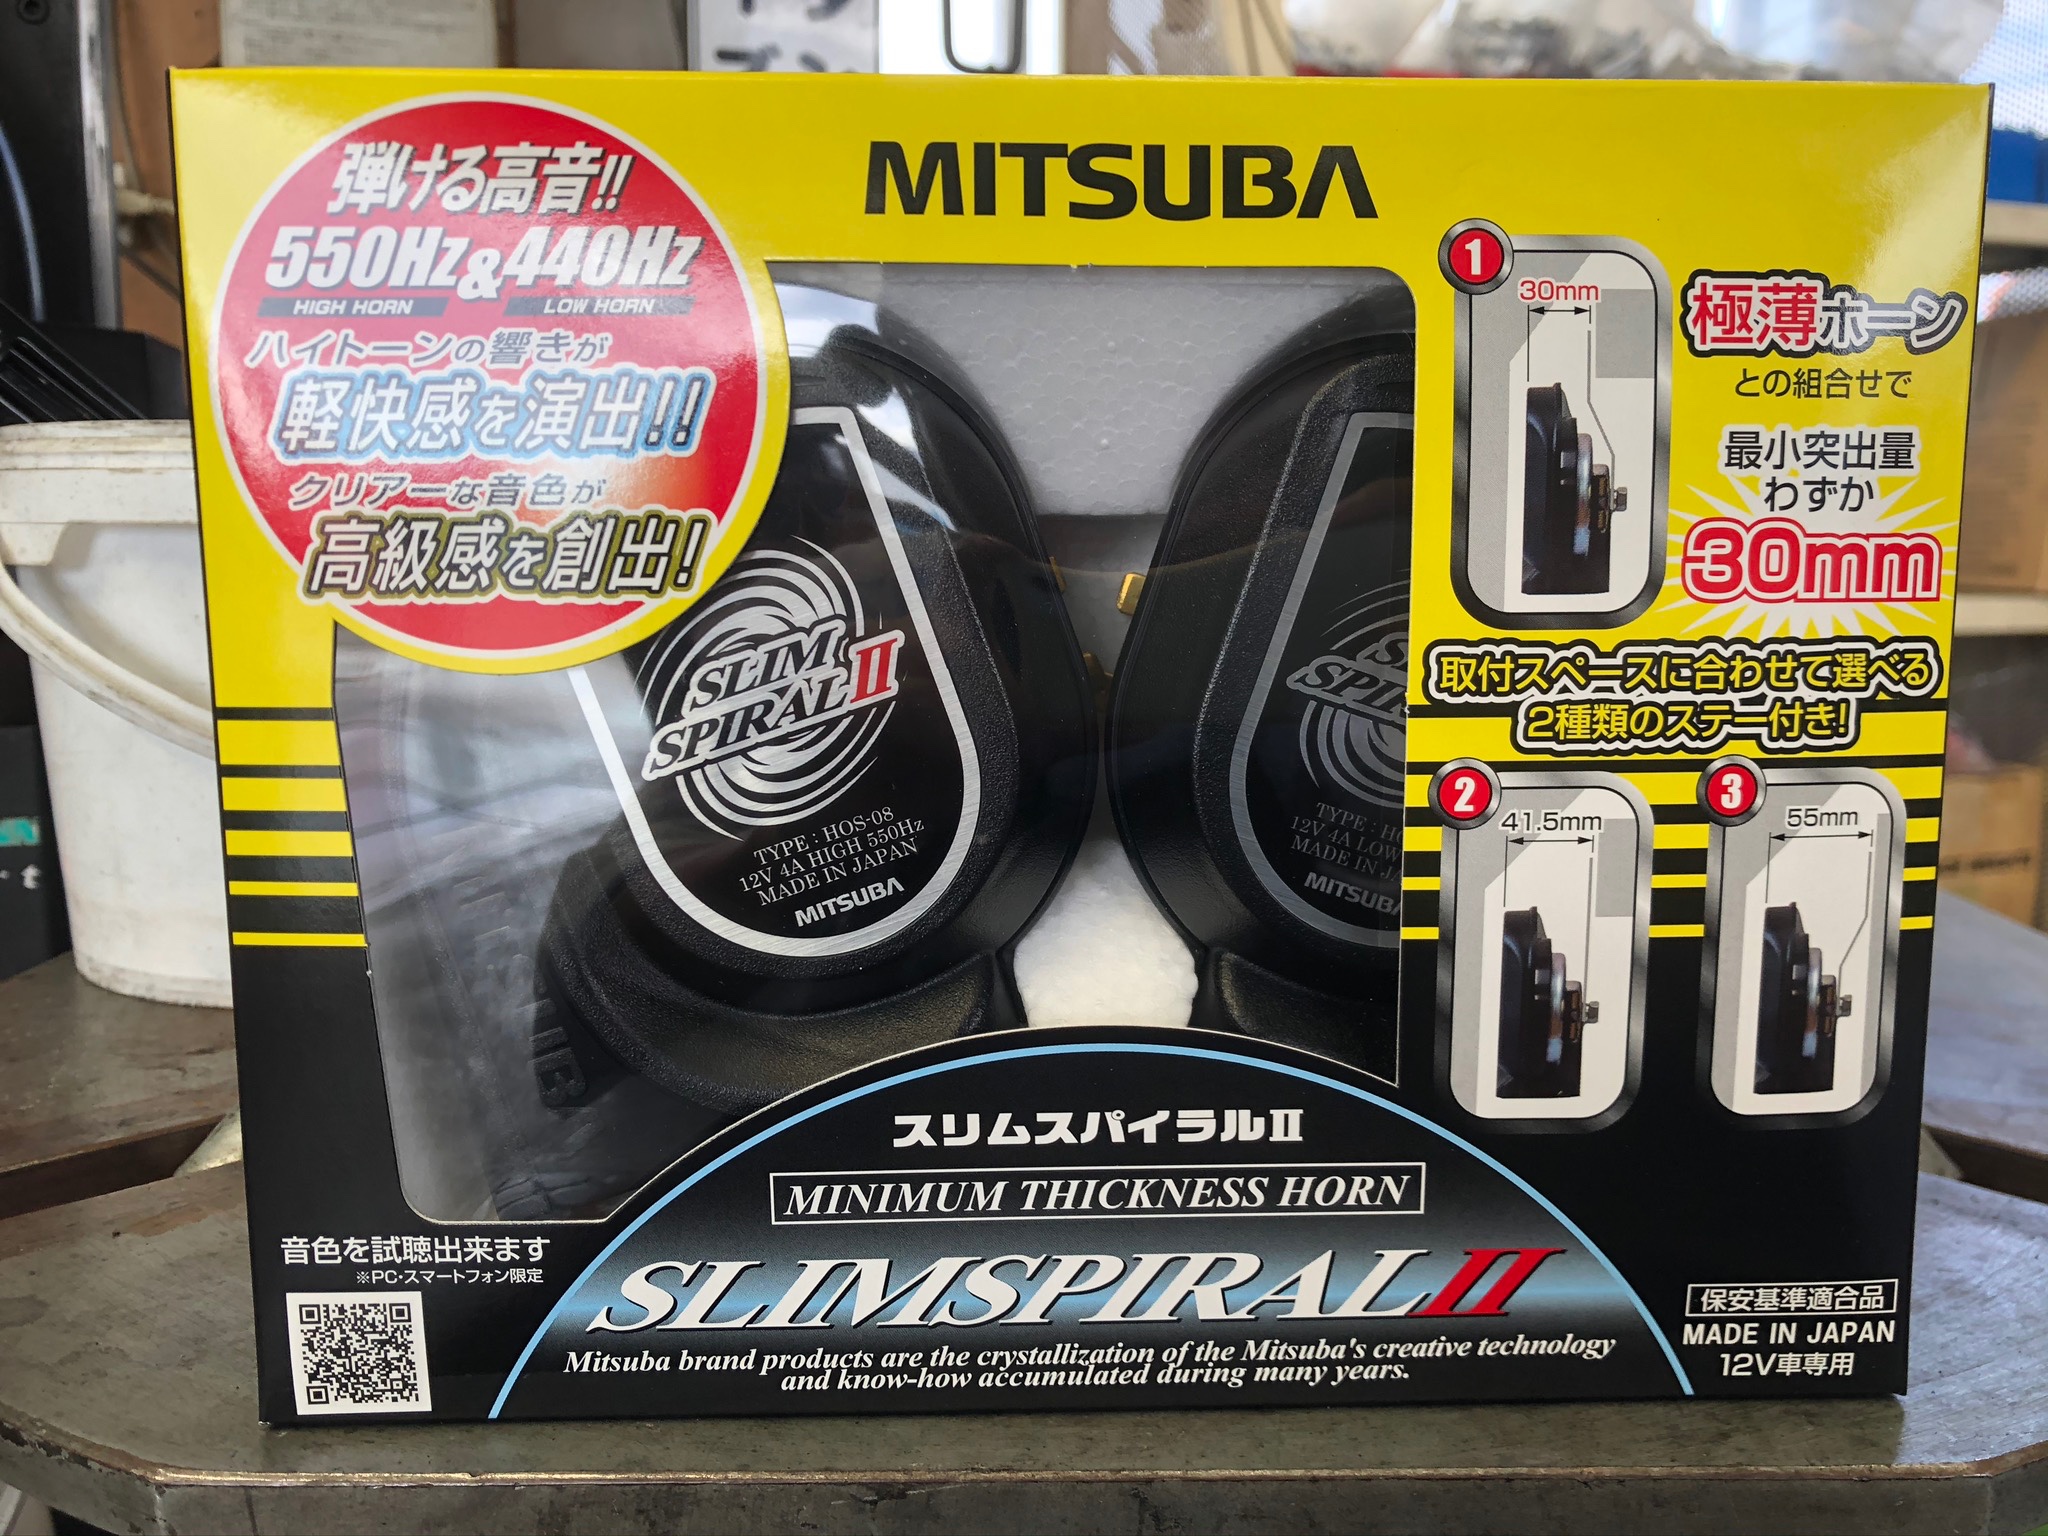 MITSUBA
弾ける高音!!
550Hz&440Hz
HIGH HORN LOW HORN
ハイトーンの響きが
軽快感を演出!!
クリアーな音色が
高級感を創出!
SLIM
SPIRAL II
TYPE : HOS-08
12V 4A HIGH 550Hz
MADE IN JAPAN
MITSUBA
TYPE :
12V 4A LOW
MADE IN
MITSUBA
1
30mm
極薄ホーン
との組合せで
最小突出量
わずか
30mm
取付スペースに合わせて選べる
2種類のステー付き!
2
41.5mm
3
55mm
スリムスパイラルII
MINIMUM THICKNESS HORN
SLIMSPIRAL II
Mitsuba brand products are the crystallization of the Mitsuba's creative technology
and know-how accumulated during many years.
音色を試聴出来ます
※PC・スマートフォン限定
保安基準適合品
MADE IN JAPAN
12V車専用